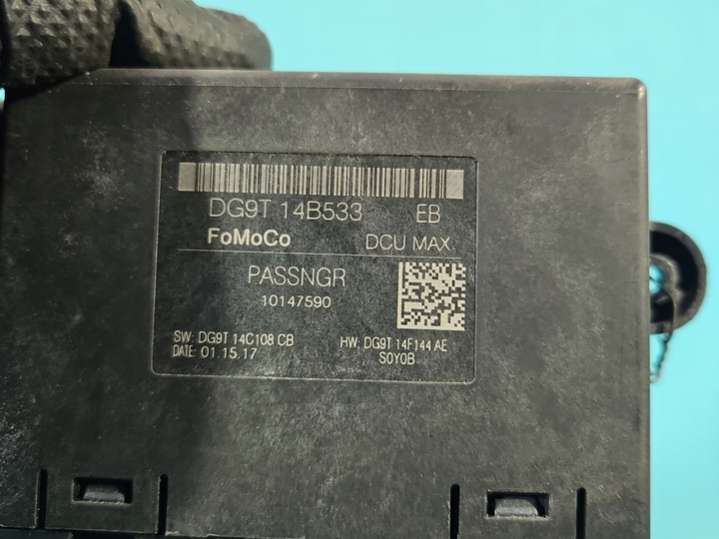 DG9T 14B533 EB
FoMoCo DCU MAX
PASSNGR
10147590
SW: DG9T 14C108 CB HW: DG9T 14F144 AE
DATE: 01.15.17 S0Y0B